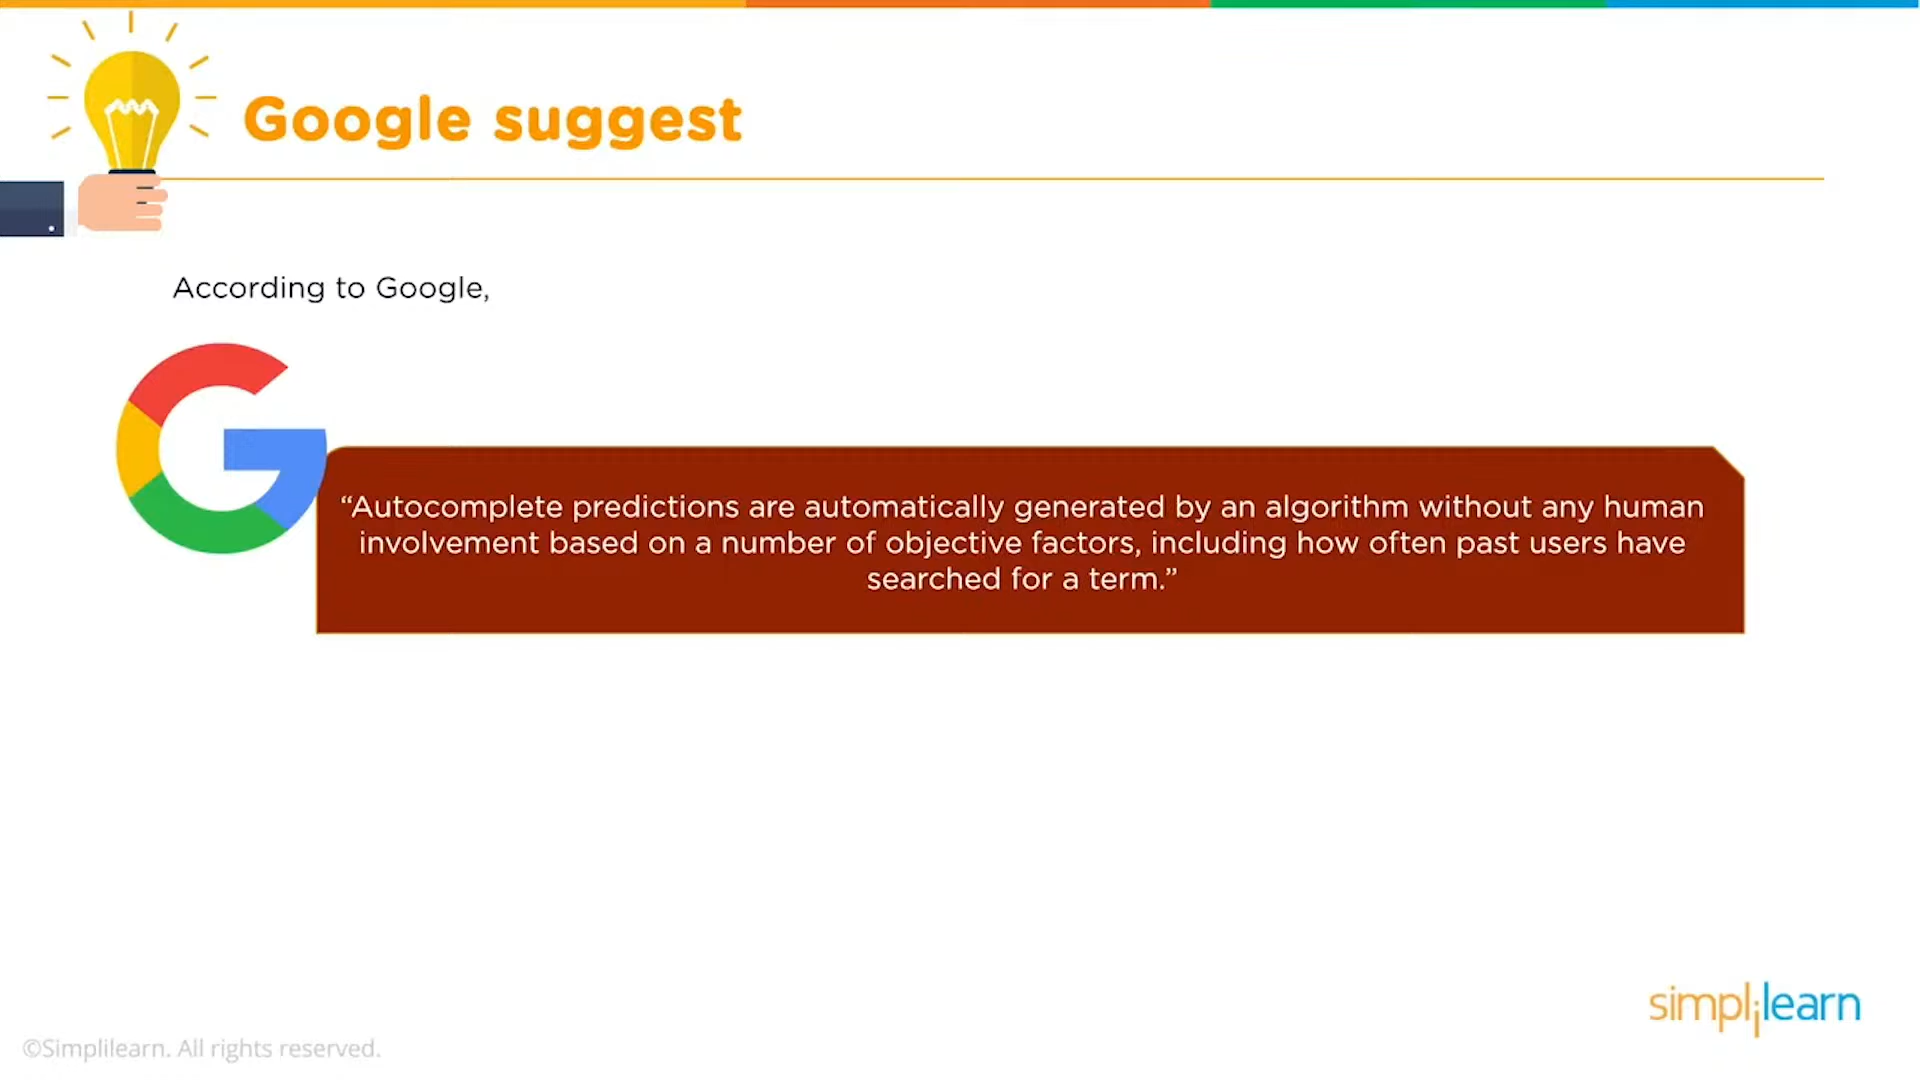 Google suggest
According to Google,
“Autocomplete predictions are automatically generated by an algorithm without any human
involvement based on a number of objective factors, including how often past users have
searched for a term.”
simplilearn
©Simplilearn. All rights reserved.